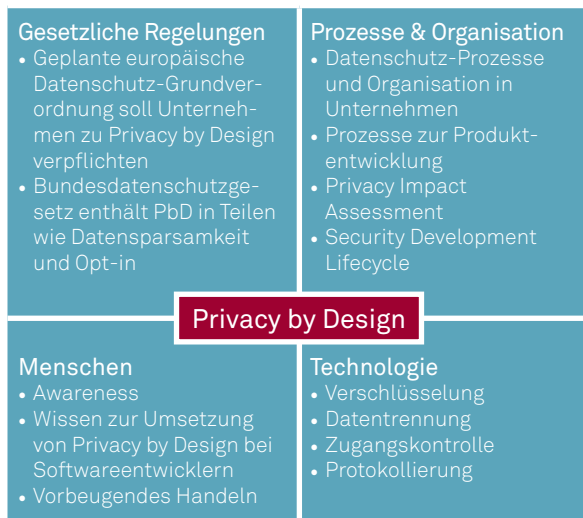 Gesetzliche Regelungen
• Geplante europäische
Datenschutz-Grundver-
ordnung soll Unterneh-
men zu Privacy by Design
verpflichten
• Bundesdatenschutzge-
setz enthält PbD in Teilen
wie Datensparsamkeit
und Opt-in
Prozesse & Organisation
• Datenschutz-Prozesse
und Organisation in
Unternehmen
• Prozesse zur Produkt-
entwicklung
• Privacy Impact
Assessment
• Security Development
Lifecycle
Privacy by Design
Menschen
• Awareness
• Wissen zur Umsetzung
von Privacy by Design bei
Softwareentwicklern
• Vorbeugendes Handeln
Technologie
• Verschlüsselung
• Datentrennung
• Zugangskontrolle
• Protokollierung